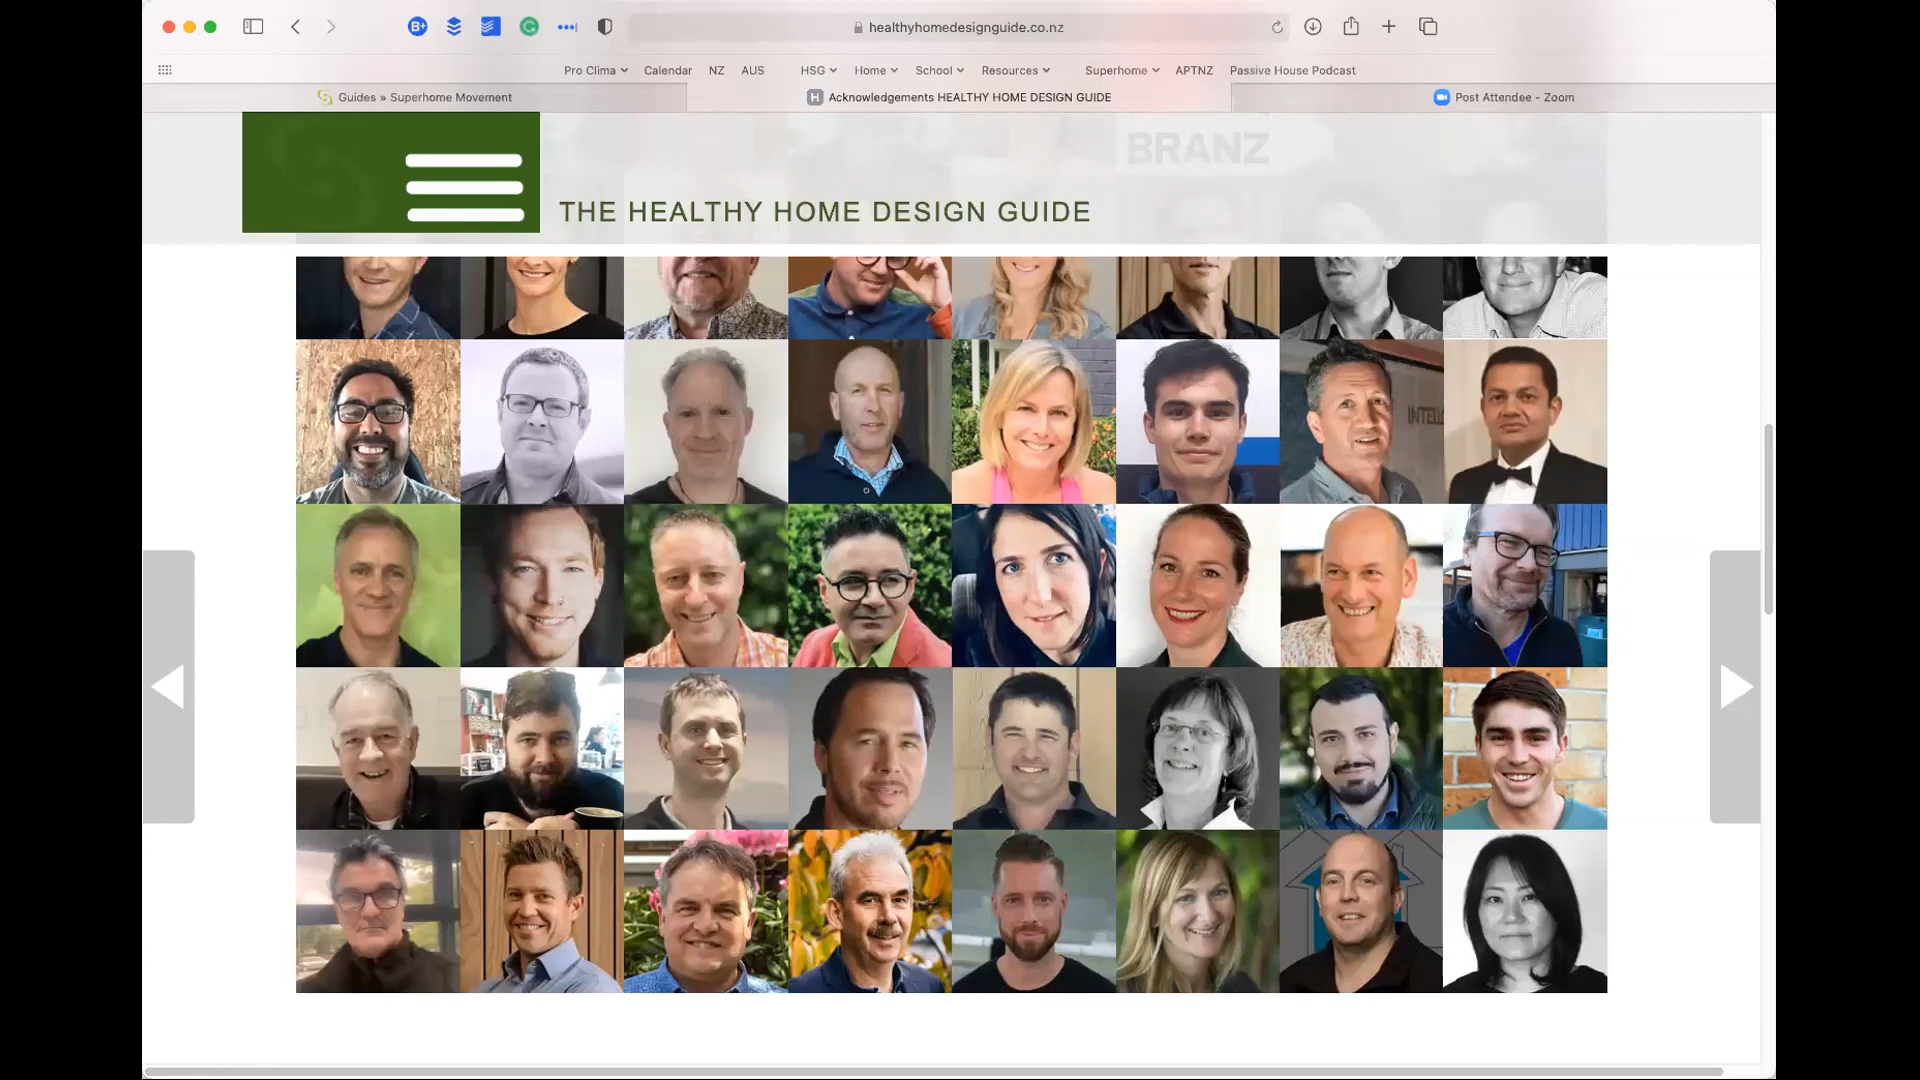 healthyhomedesignguide.co.nz
Pro Clima Calendar NZ AUS HSG Home School Resources Superhome APTNZ Passive House Podcast
Guides » Superhome Movement
H Acknowledgements HEALTHY HOME DESIGN GUIDE
Post Attendee - Zoom
BRANZ
THE HEALTHY HOME DESIGN GUIDE